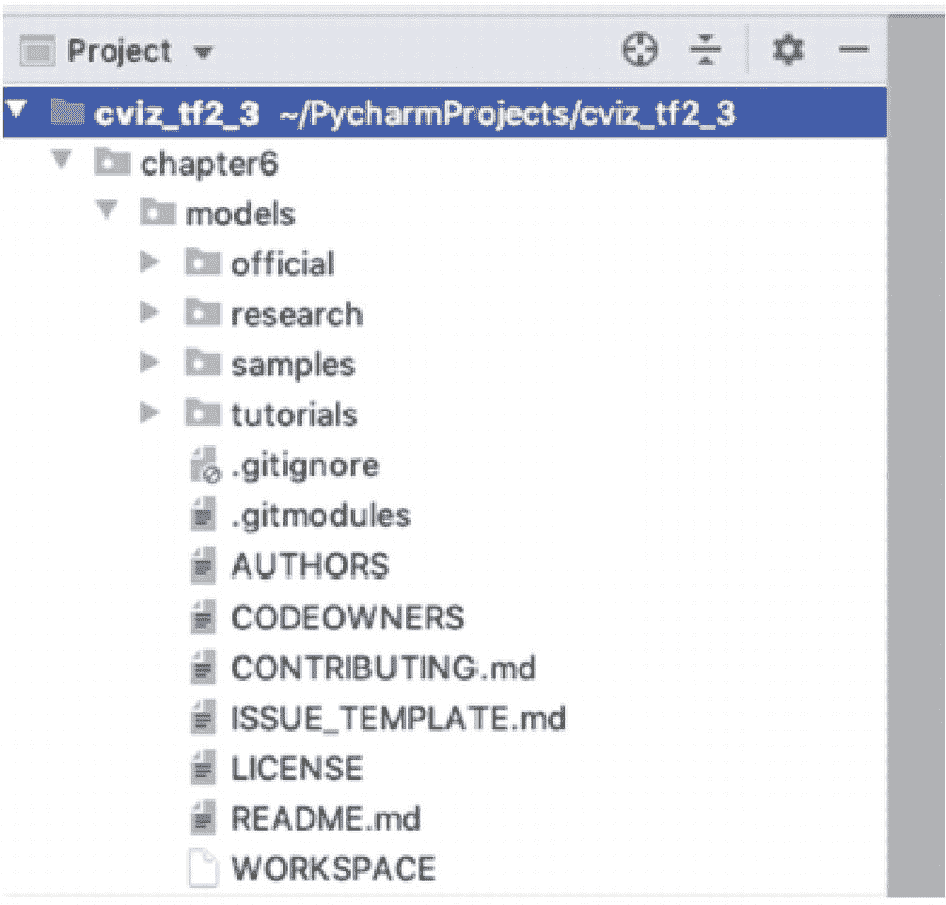 Project
cviz_tf2_3 ~/PycharmProjects/cviz_tf2_3
chapter6
models
official
research
samples
tutorials
.gitignore
.gitmodules
AUTHORS
CODEOWNERS
CONTRIBUTING.md
ISSUE_TEMPLATE.md
LICENSE
README.md
WORKSPACE